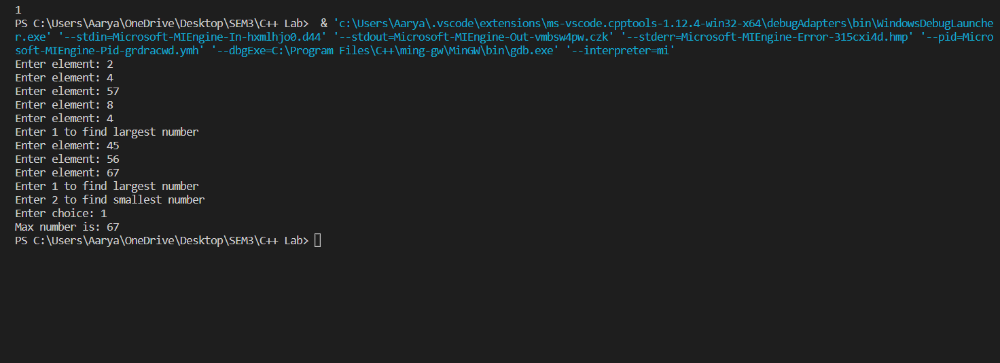 1
PS C:\Users\Aarya\OneDrive\Desktop\SEM3\C++ Lab>  & 'c:\Users\Aarya\.vscode\extensions\ms-vscode.cpptools-1.12.4-win32-x64\debugAdapters\bin\WindowsDebugLaunche
r.exe' '--stdin=Microsoft-MIEngine-In-hxmlhjo0.d44' '--stdout=Microsoft-MIEngine-Out-vmbsw4pw.czk' '--stderr=Microsoft-MIEngine-Error-315cxi4d.hmp' '--pid=Micro
soft-MIEngine-Pid-grdracwd.ymh' '--dbgExe=C:\Program Files\C++\ming-gw\MinGW\bin\gdb.exe' '--interpreter=mi'
Enter element: 2
Enter element: 4
Enter element: 57
Enter element: 8
Enter element: 4
Enter 1 to find largest number
Enter element: 45
Enter element: 56
Enter element: 67
Enter 1 to find largest number
Enter 2 to find smallest number
Enter choice: 1
Max number is: 67
PS C:\Users\Aarya\OneDrive\Desktop\SEM3\C++ Lab>